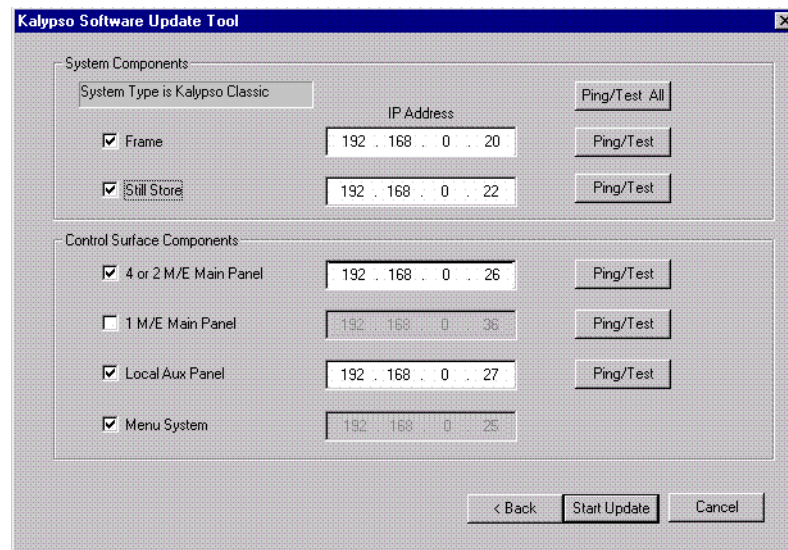 Kalypso Software Update Tool
System Components
System Type is Kalypso Classic
Ping/Test All
IP Address
Frame 192 . 168 . 0 . 20 Ping/Test
Still Store 192 . 168 . 0 . 22 Ping/Test
Control Surface Components
4 or 2 M/E Main Panel 192 . 168 . 0 . 26 Ping/Test
1 M/E Main Panel 192 . 168 . 0 . 36 Ping/Test
Local Aux Panel 192 . 168 . 0 . 27 Ping/Test
Menu System 192 . 168 . 0 . 25
< Back Start Update Cancel